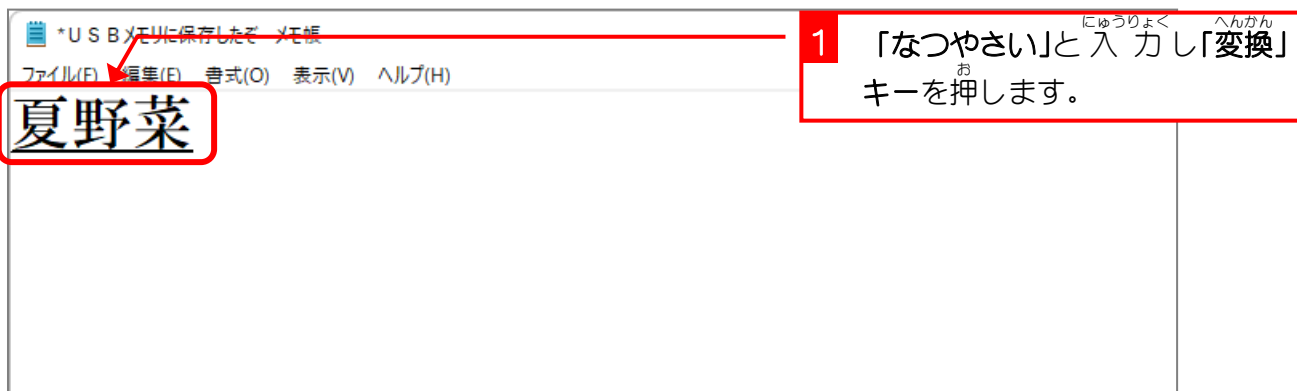 *ＵＳＢメモリに保存したぞ - メモ帳
ファイル(F) 編集(E) 書式(O) 表示(V) ヘルプ(H)
夏野菜
1
にゅうりょく へんかん
「なつやさい」と入力し「変換」
お
キーを押します。